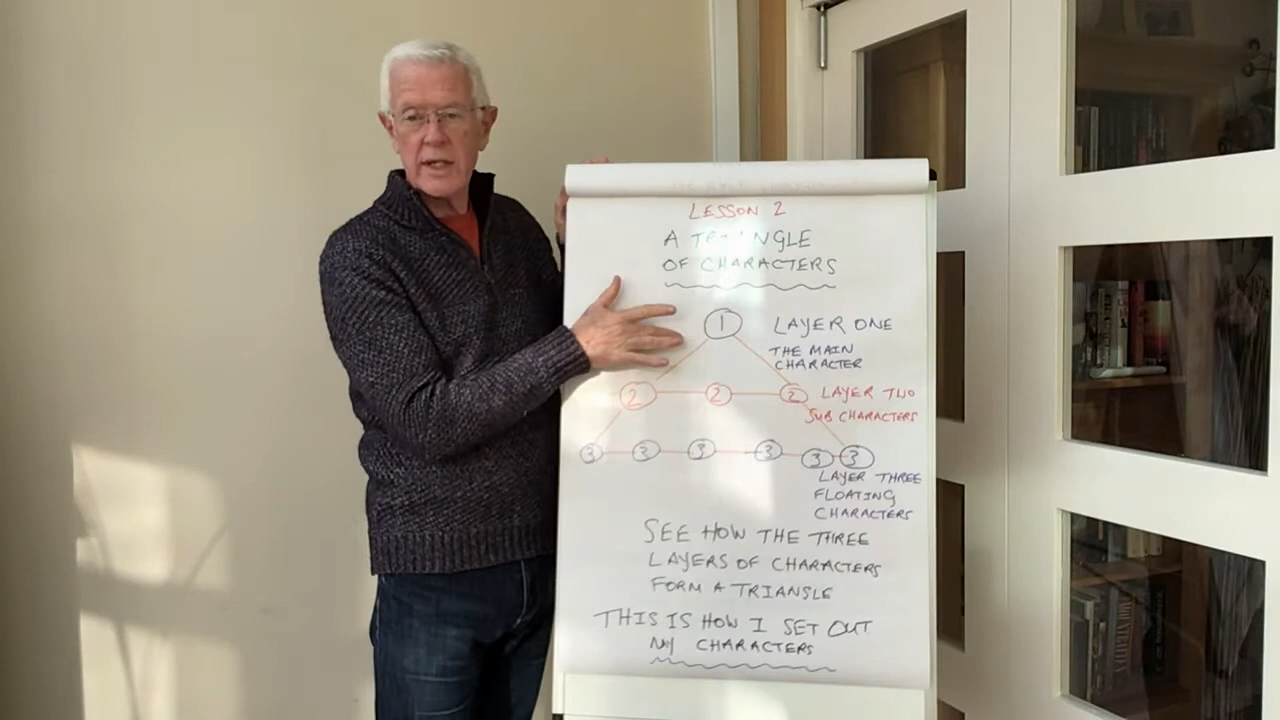 LESSON 2
A TRIANGLE
OF CHARACTERS
1
LAYER ONE
THE MAIN
CHARACTER
2 2 2 LAYER TWO
SUB CHARACTERS
3 3 3 3 3 3
LAYER THREE
FLOATING
CHARACTERS
SEE HOW THE THREE
LAYERS OF CHARACTERS
FORM A TRIANGLE
THIS IS HOW I SET OUT
MY CHARACTERS